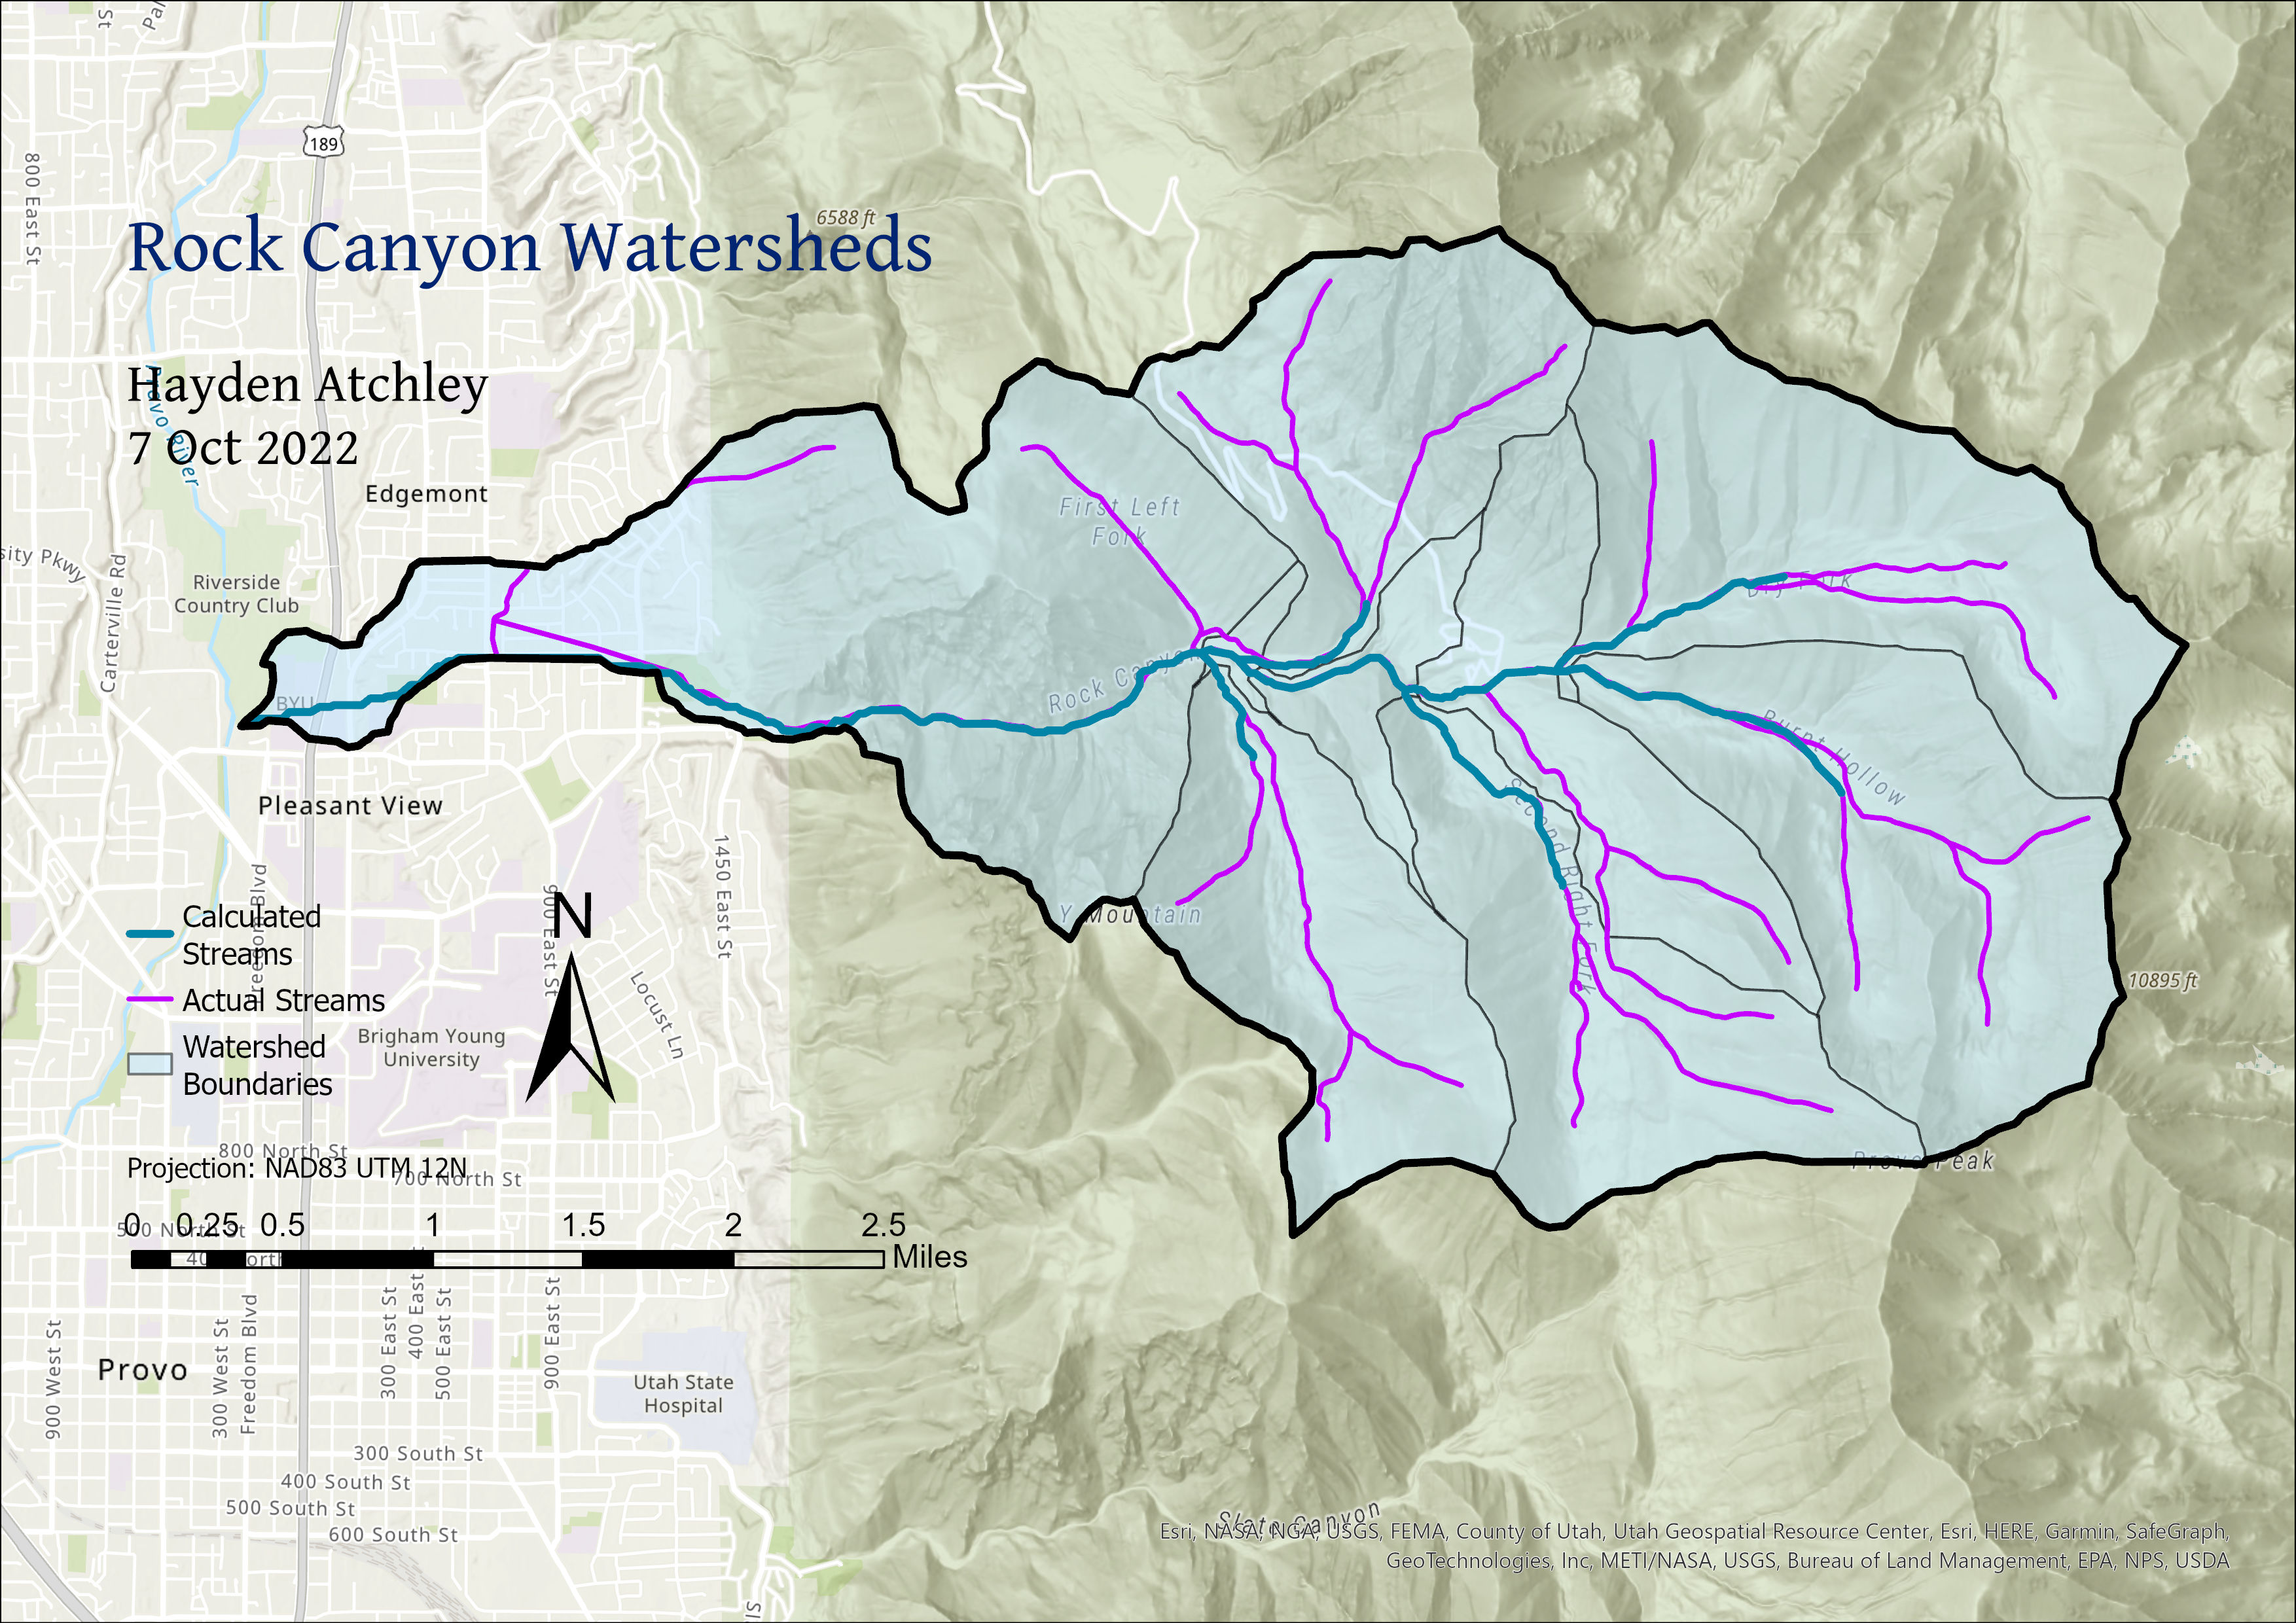 St
189
800 East St
6588 ft
Rock Canyon Watersheds
Hayden Atchley
7 Oct 2022
Provo River
Edgemont
First Left
Fork
sity Pkwy
Carterville Rd
Riverside
Country Club
Dry Fork
Rock Canyon
BYU
Burnt Hollow
Pleasant View
Second Right Fork
1450 East St
Freedom Blvd
900 East St
N
Y Mountain
Calculated
Streams
Actual Streams
Watershed
Boundaries
Locust Ln
10895 ft
Brigham Young
University
800 North St
Projection: NAD83 UTM 12N
700 North St
Provo Peak
500 North St
0 0.25 0.5 1 1.5 2 2.5
Miles
900 West St
300 West St
Freedom Blvd
300 East St
400 East
500 East St
900 East St
Provo
Utah State
Hospital
300 South St
400 South St
500 South St
600 South St
Slate Canyon
Esri, NASA, NGA, USGS, FEMA, County of Utah, Utah Geospatial Resource Center, Esri, HERE, Garmin, SafeGraph,
GeoTechnologies, Inc, METI/NASA, USGS, Bureau of Land Management, EPA, NPS, USDA